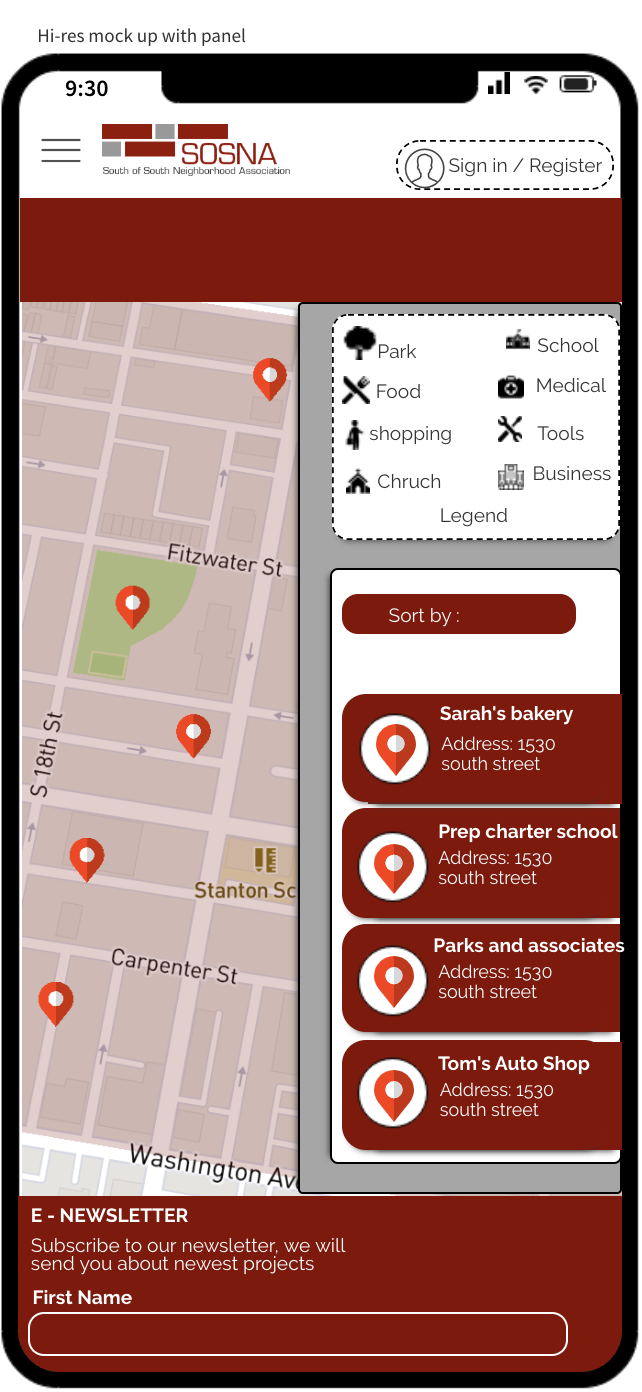 Hi-res mock up with panel
9:30
SOSNA
South of South Neighborhood Association
Sign in / Register
Park
School
Food
Medical
shopping
Tools
Chruch
Business
Legend
Fitzwater St
S 18th St
Stanton Sc
Carpenter St
Washington Ave
Sort by :
Sarah's bakery
Address: 1530
south street
Prep charter school
Address: 1530
south street
Parks and associates
Address: 1530
south street
Tom's Auto Shop
Address: 1530
south street
E - NEWSLETTER
Subscribe to our newsletter, we will
send you about newest projects
First Name